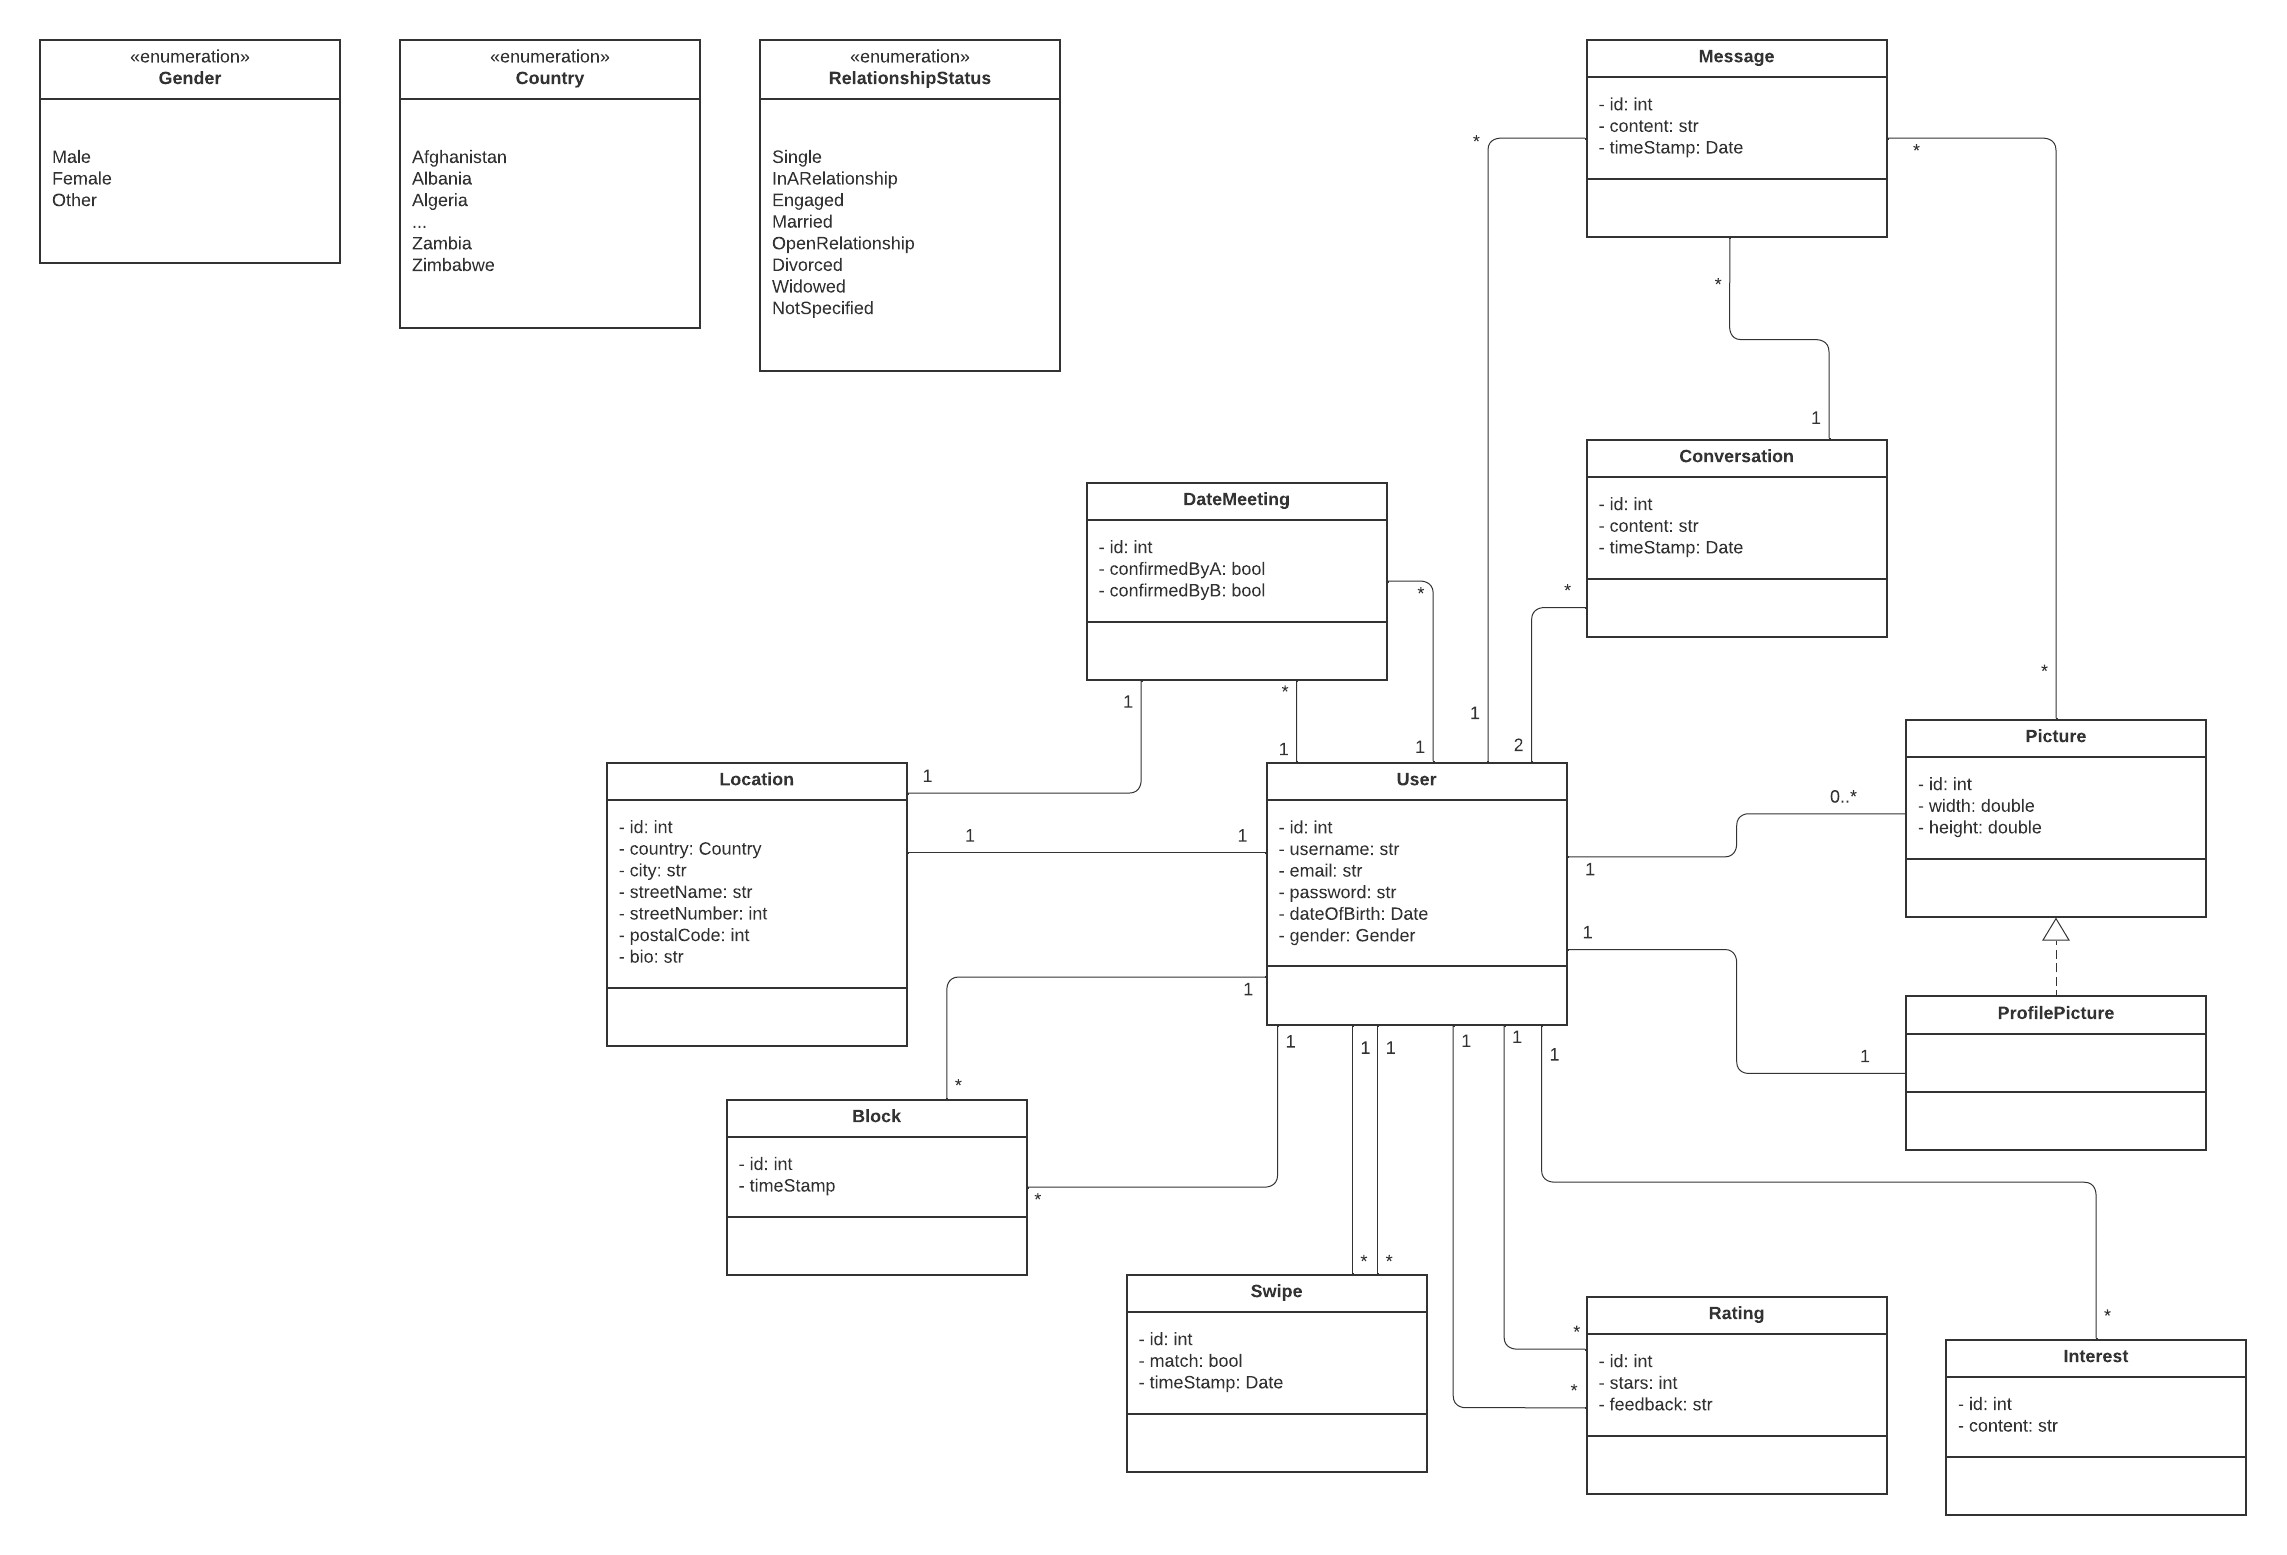 «enumeration»
Gender
Male
Female
Other
«enumeration»
Country
Afghanistan
Albania
Algeria
...
Zambia
Zimbabwe
«enumeration»
RelationshipStatus
Single
InARelationship
Engaged
Married
OpenRelationship
Divorced
Widowed
NotSpecified
Message
- id: int
- content: str
- timeStamp: Date
*
*
*
1
Conversation
- id: int
- content: str
- timeStamp: Date
*
2
DateMeeting
- id: int
- confirmedByA: bool
- confirmedByB: bool
*
1
*
1
1
1
*
Picture
- id: int
- width: double
- height: double
0..*
1
Location
- id: int
- country: Country
- city: str
- streetName: str
- streetNumber: int
- postalCode: int
- bio: str
1
1
1
User
- id: int
- username: str
- email: str
- password: str
- dateOfBirth: Date
- gender: Gender
1
1
ProfilePicture
1
1
1
1
1
1
1
*
Block
- id: int
- timeStamp
*
*
*
Swipe
- id: int
- match: bool
- timeStamp: Date
*
*
Rating
- id: int
- stars: int
- feedback: str
*
Interest
- id: int
- content: str